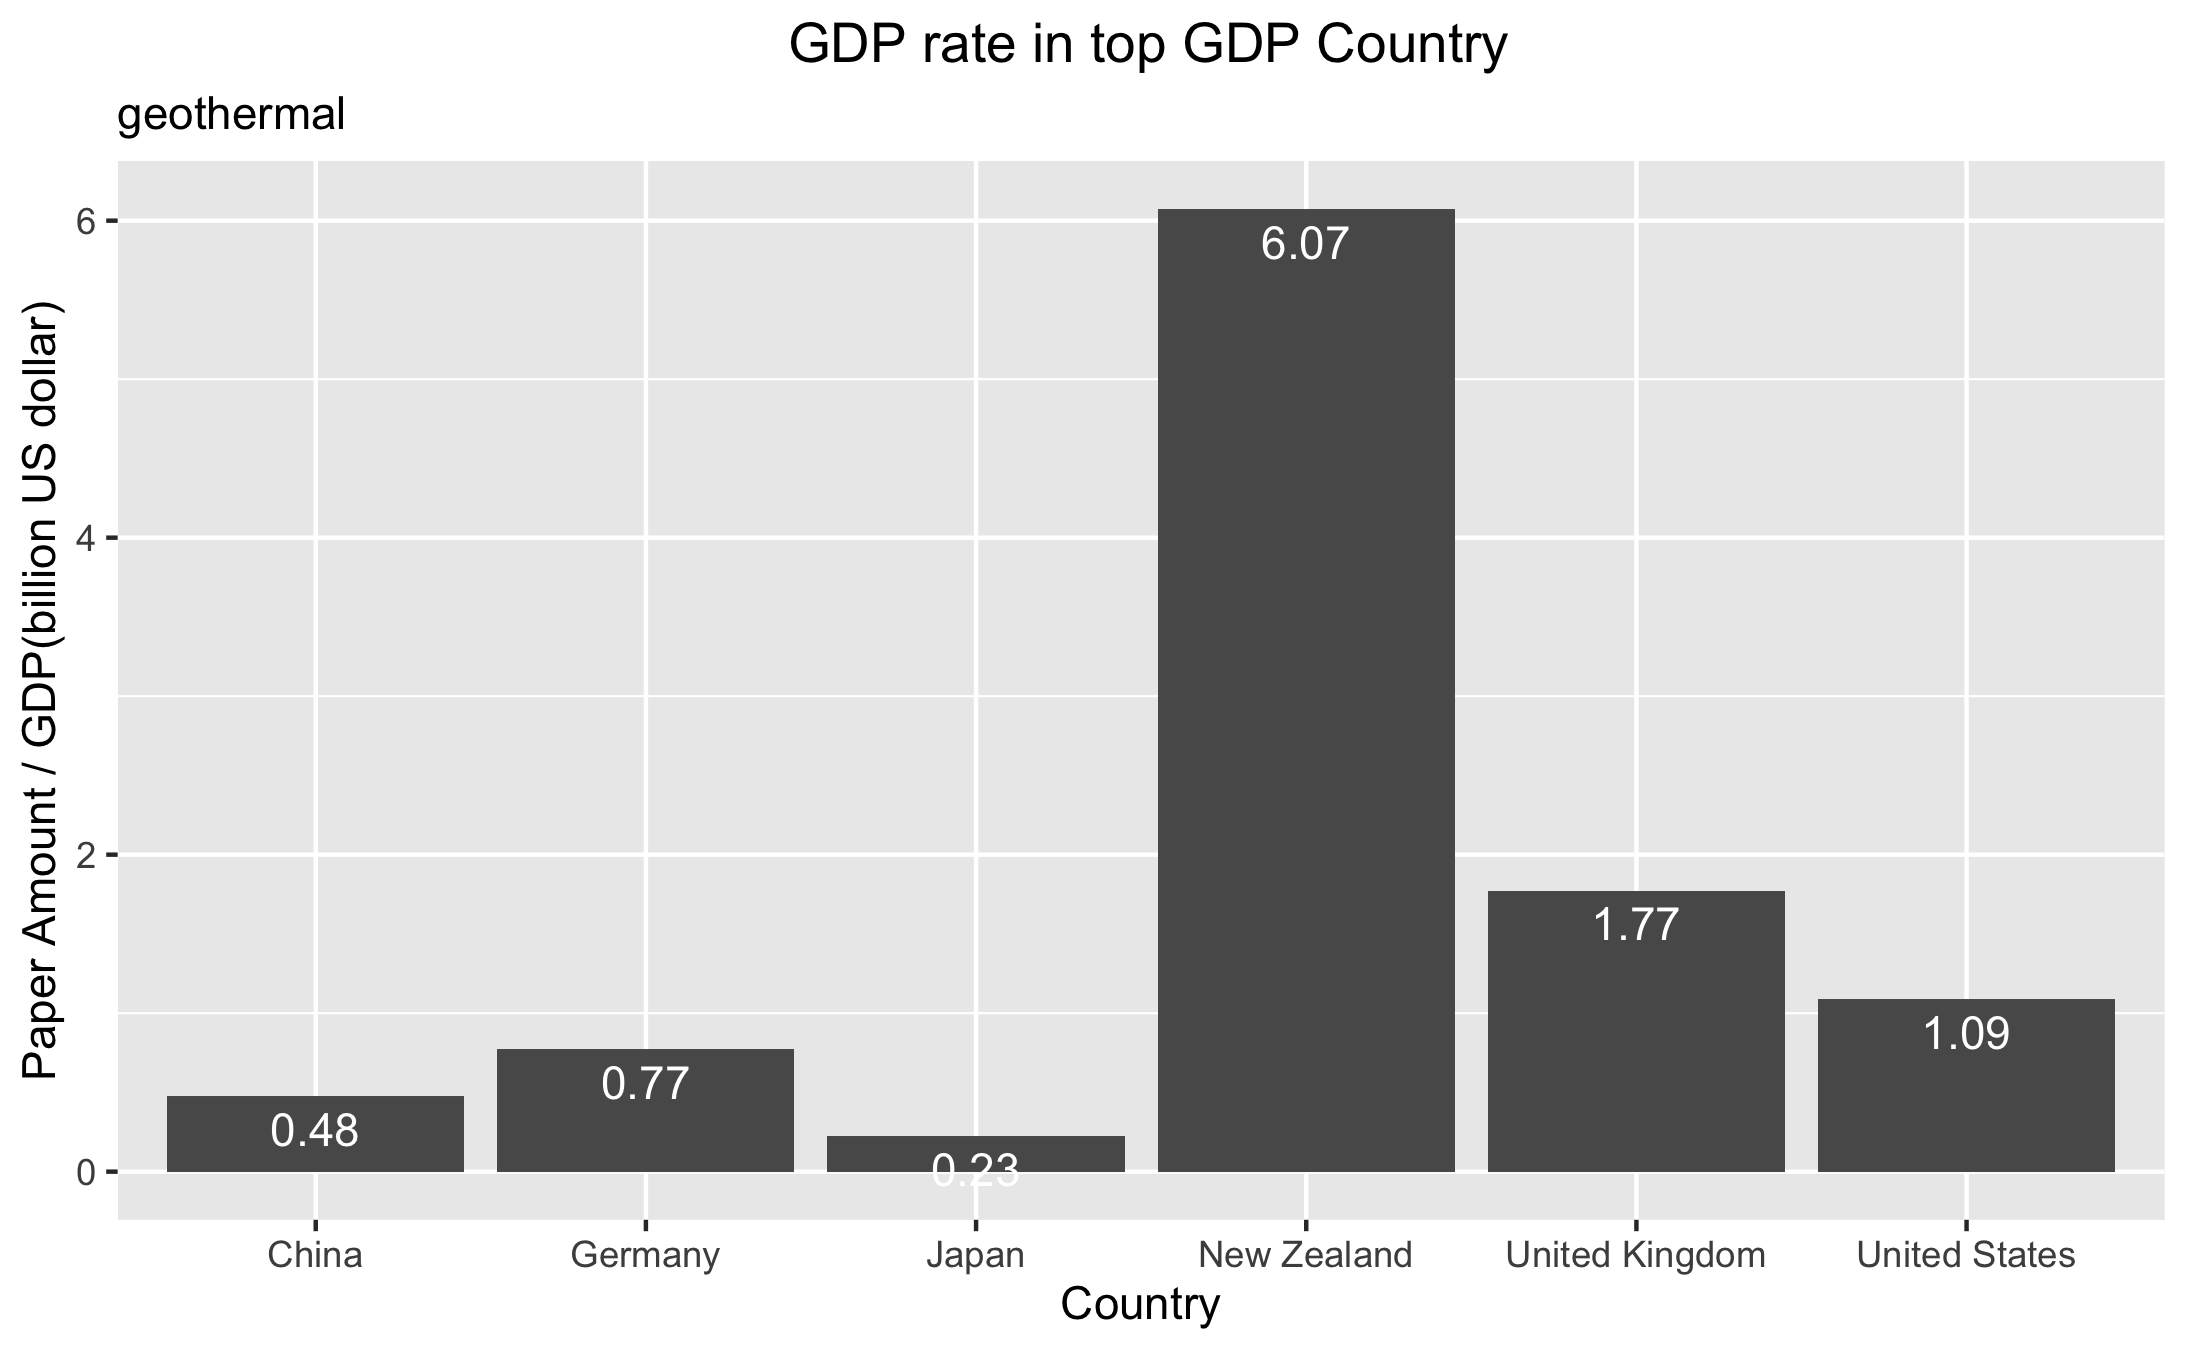 GDP rate in top GDP Country
geothermal
Paper Amount / GDP(billion US dollar)
6
4
2
0
0.48
0.77
0.23
6.07
1.77
1.09
China
Germany
Japan
New Zealand
United Kingdom
United States
Country